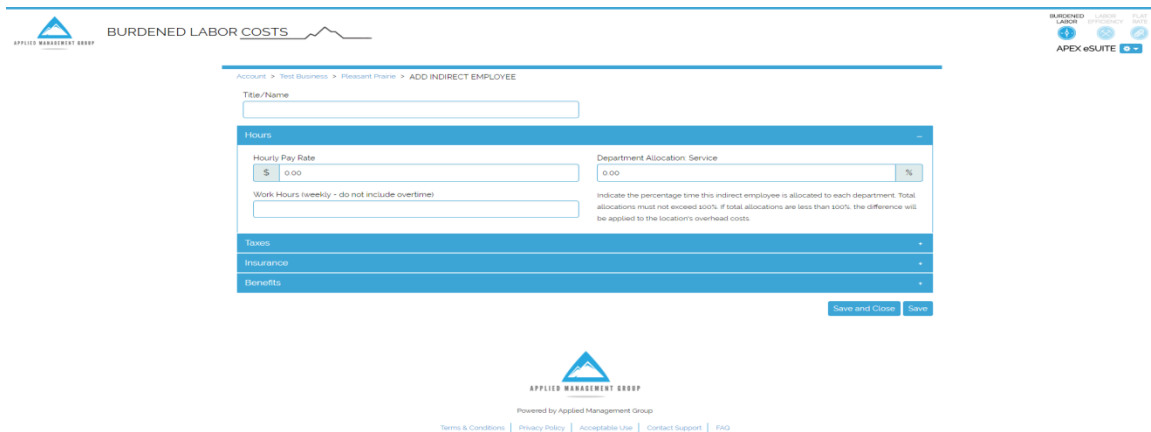 APPLIED MANAGEMENT GROUP
BURDENED LABOR COSTS
BURDENED LABOR
LABOR EFFICIENCY
FLAT RATE
APEX eSUITE
Account > Test Business > Pleasant Prairie > ADD INDIRECT EMPLOYEE
Title/Name
Hours
Hourly Pay Rate
$ 0.00
Department Allocation: Service
0.00 %
Work Hours (weekly - do not include overtime)
Indicate the percentage time this indirect employee is allocated to each department. Total
allocations must not exceed 100%. If total allocations are less than 100%, the difference will
be applied to the location's overhead costs.
Taxes
Insurance
Benefits
Save and Close
Save
APPLIED MANAGEMENT GROUP
Powered by Applied Management Group
Terms & Conditions | Privacy Policy | Acceptable Use | Contact Support | FAQ